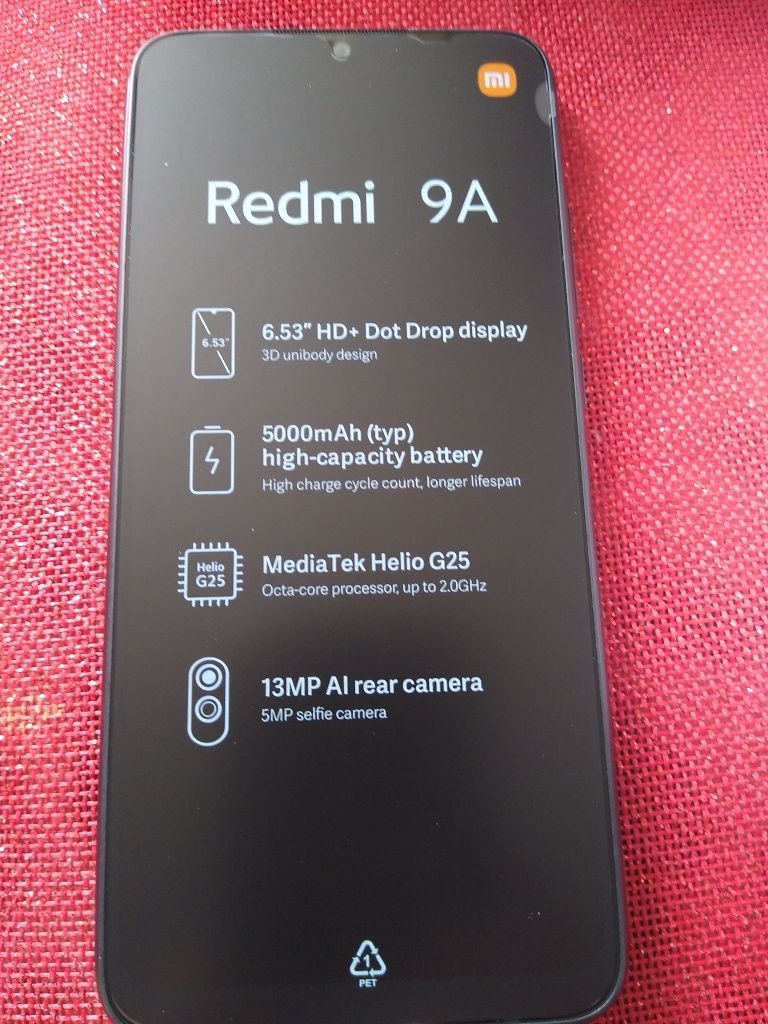 mi
Redmi 9A
6.53"
6.53" HD+ Dot Drop display
3D unibody design
5000mAh (typ)
high-capacity battery
High charge cycle count, longer lifespan
Helio
G25
MediaTek Helio G25
Octa-core processor, up to 2.0GHz
13MP AI rear camera
5MP selfie camera
1
PET